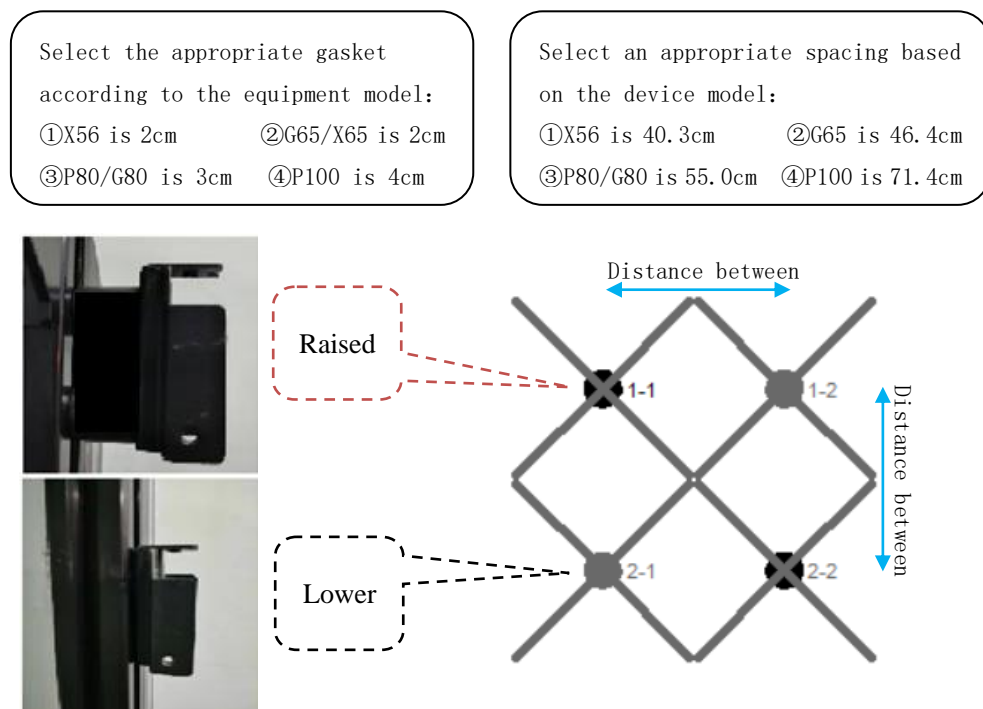 Select the appropriate gasket
according to the equipment model：
①X56 is 2cm ②G65/X65 is 2cm
③P80/G80 is 3cm ④P100 is 4cm
Select an appropriate spacing based
on the device model：
①X56 is 40.3cm ②G65 is 46.4cm
③P80/G80 is 55.0cm ④P100 is 71.4cm
Distance between
Raised
1-1
1-2
Distance between
Lower
2-1
2-2